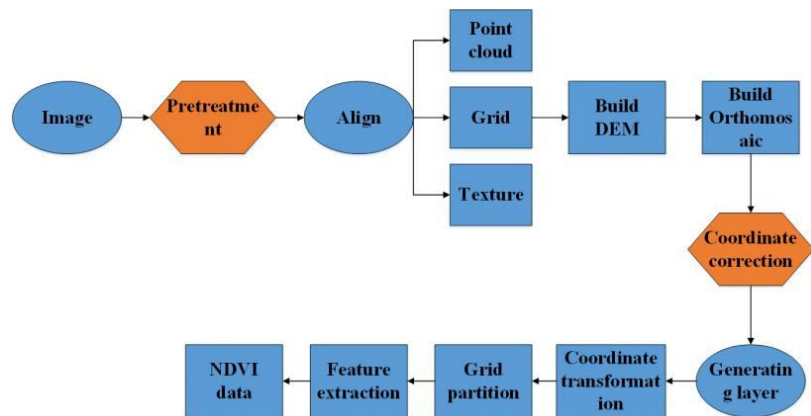 Image
Pretreatme
nt
Align
Point
cloud
Grid
Texture
Build
DEM
Build
Orthomos
aic
Coordinate
correction
Generatin
g layer
Coordinate
transformat
ion
Grid
partition
Feature
extraction
NDVI
data